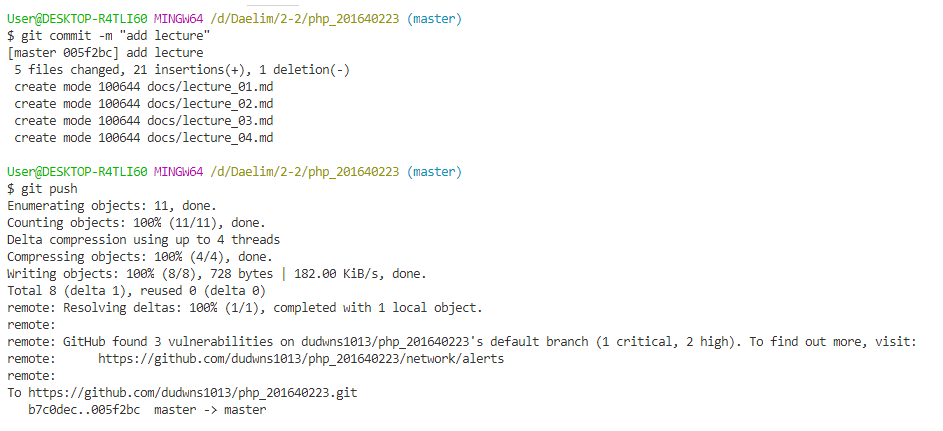 User@DESKTOP-R4TLI60 MINGW64 /d/Daelim/2-2/php_201640223 (master)
$ git commit -m "add lecture"
[master 005f2bc] add lecture
 5 files changed, 21 insertions(+), 1 deletion(-)
 create mode 100644 docs/lecture_01.md
 create mode 100644 docs/lecture_02.md
 create mode 100644 docs/lecture_03.md
 create mode 100644 docs/lecture_04.md

User@DESKTOP-R4TLI60 MINGW64 /d/Daelim/2-2/php_201640223 (master)
$ git push
Enumerating objects: 11, done.
Counting objects: 100% (11/11), done.
Delta compression using up to 4 threads
Compressing objects: 100% (4/4), done.
Writing objects: 100% (8/8), 728 bytes | 182.00 KiB/s, done.
Total 8 (delta 1), reused 0 (delta 0)
remote: Resolving deltas: 100% (1/1), completed with 1 local object.
remote:
remote: GitHub found 3 vulnerabilities on dudwns1013/php_201640223's default branch (1 critical, 2 high). To find out more, visit:
remote:      https://github.com/dudwns1013/php_201640223/network/alerts
remote:
To https://github.com/dudwns1013/php_201640223.git
   b7c0dec..005f2bc  master -> master